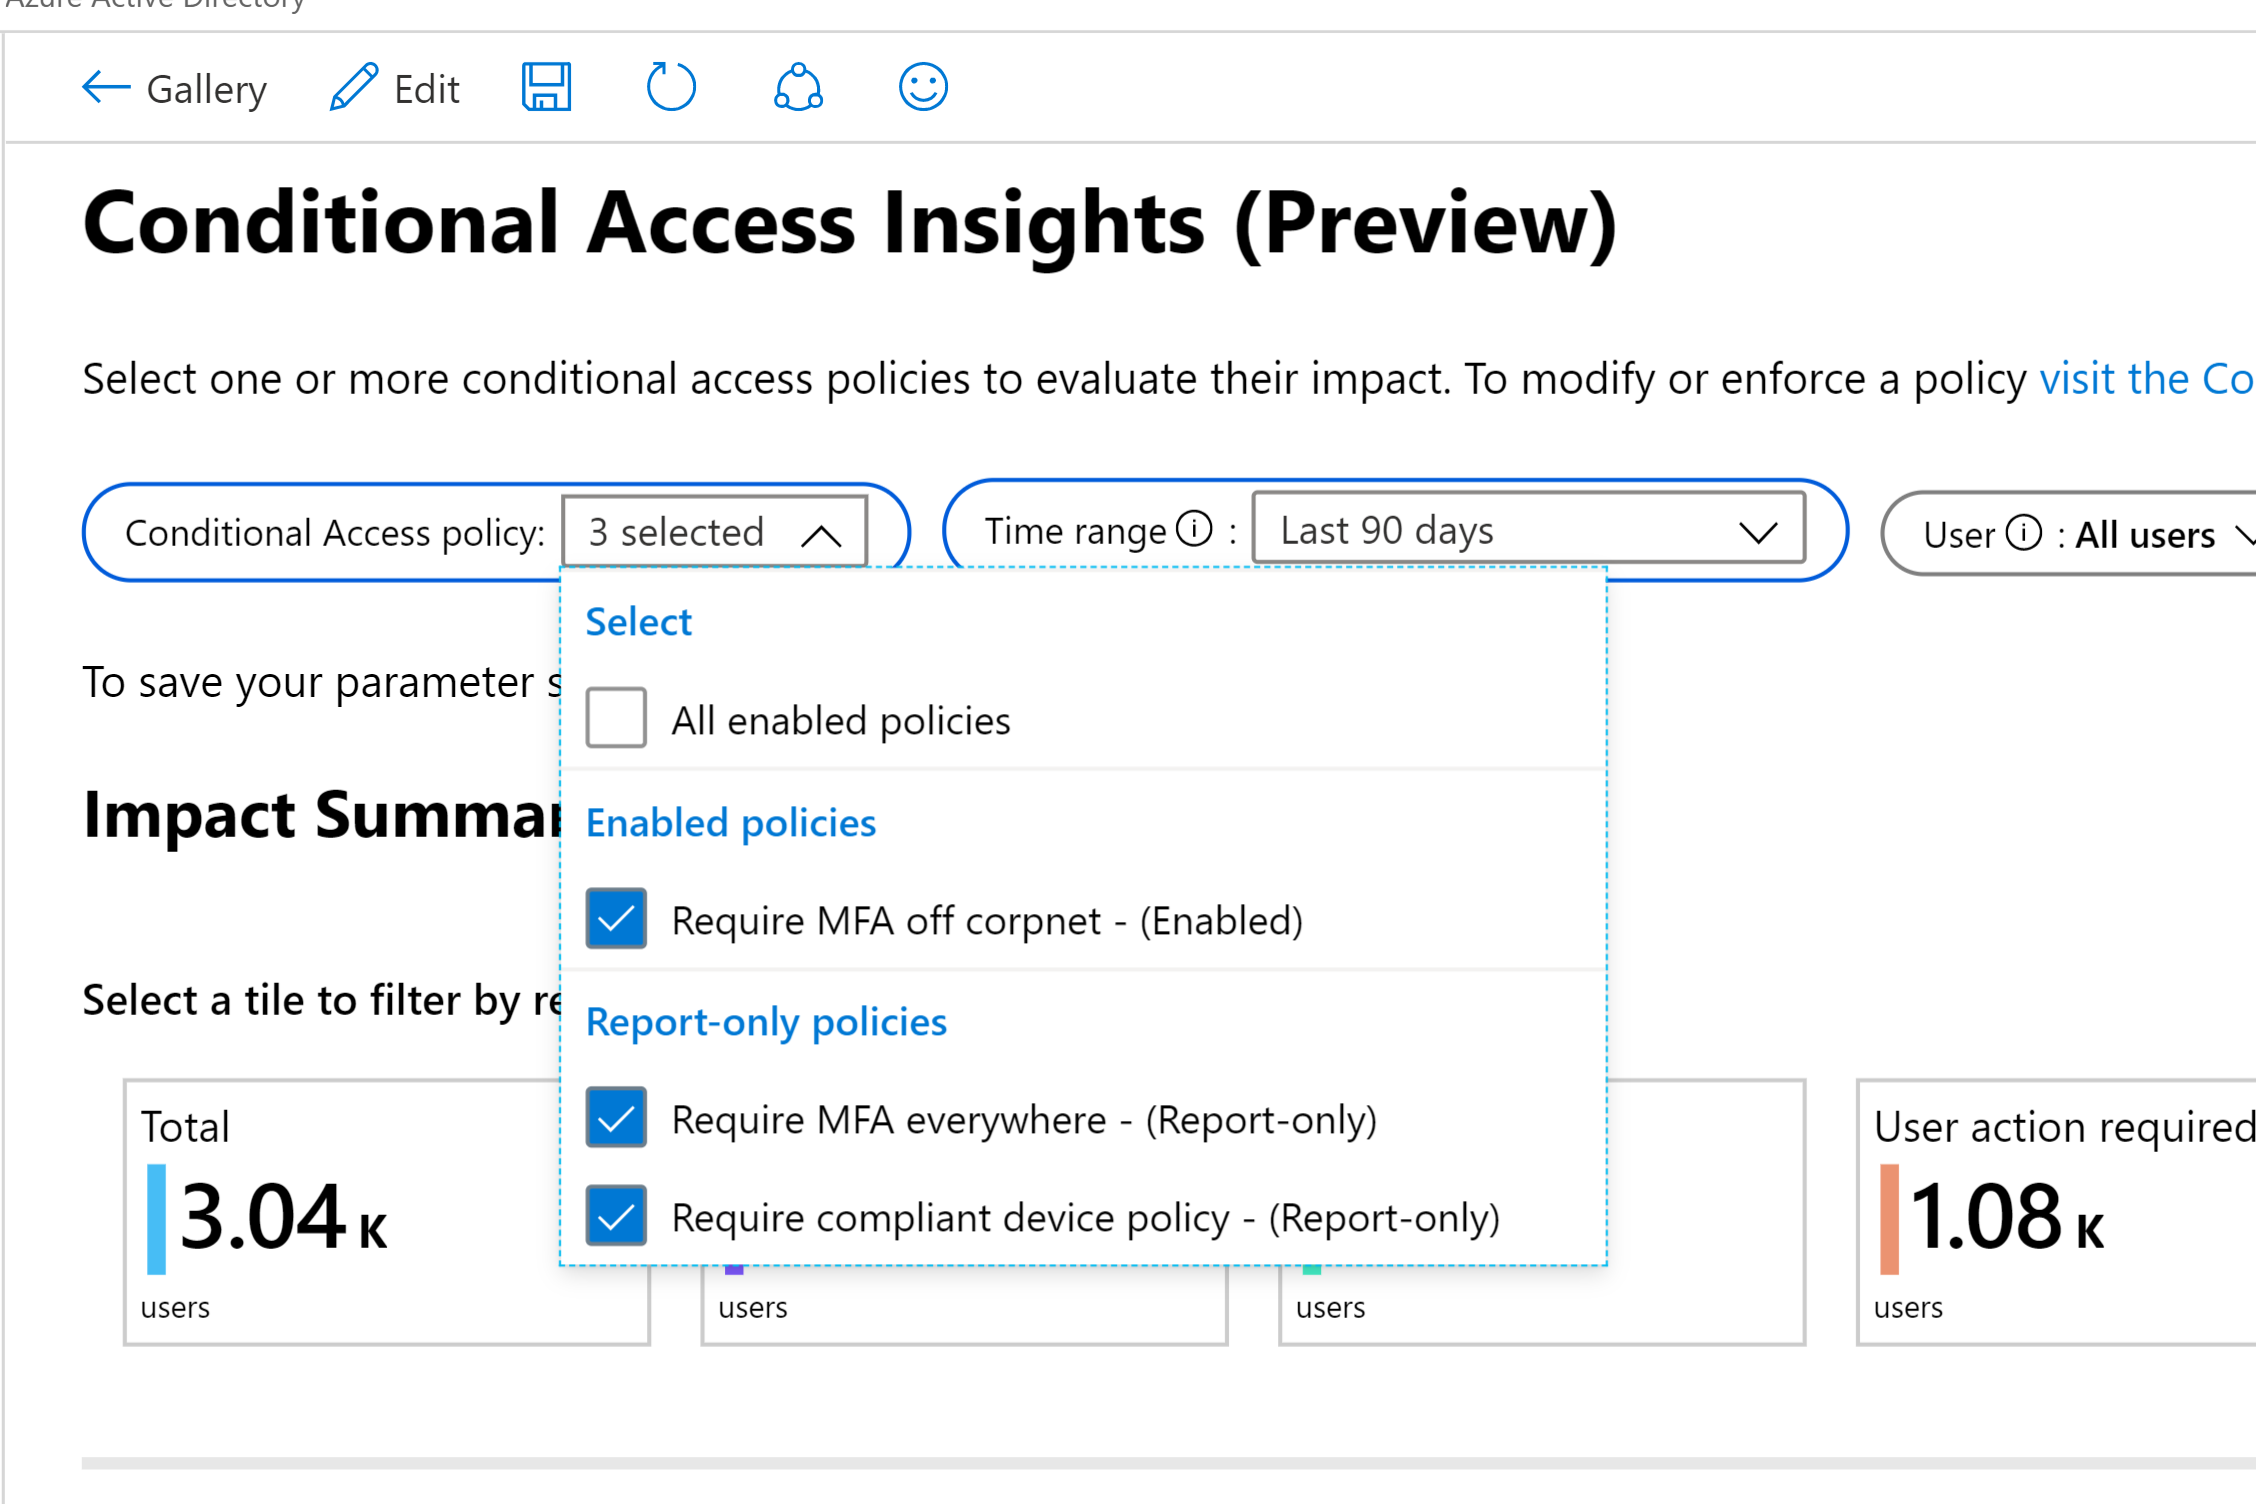 Azure Active Directory
Gallery Edit
Conditional Access Insights (Preview)
Select one or more conditional access policies to evaluate their impact. To modify or enforce a policy visit the Co
Conditional Access policy: 3 selected Time range : Last 90 days User : All users
Select
To save your parameter
All enabled policies
Impact Summar
Enabled policies
Require MFA off corpnet - (Enabled)
Select a tile to filter by re
Report-only policies
Require MFA everywhere - (Report-only)
Total
User action required
3.04 K
1.08 K
Require compliant device policy - (Report-only)
users users users users